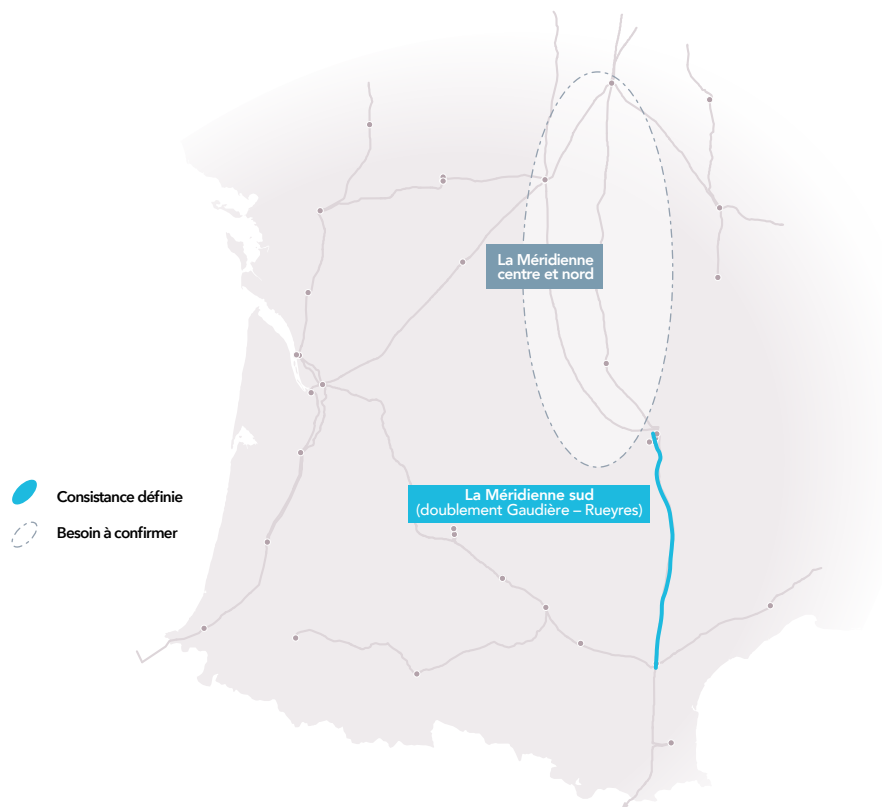 La Méridienne
centre et nord
La Méridienne sud
(doublement Gaudière – Rueyres)
Consistance définie
Besoin à confirmer